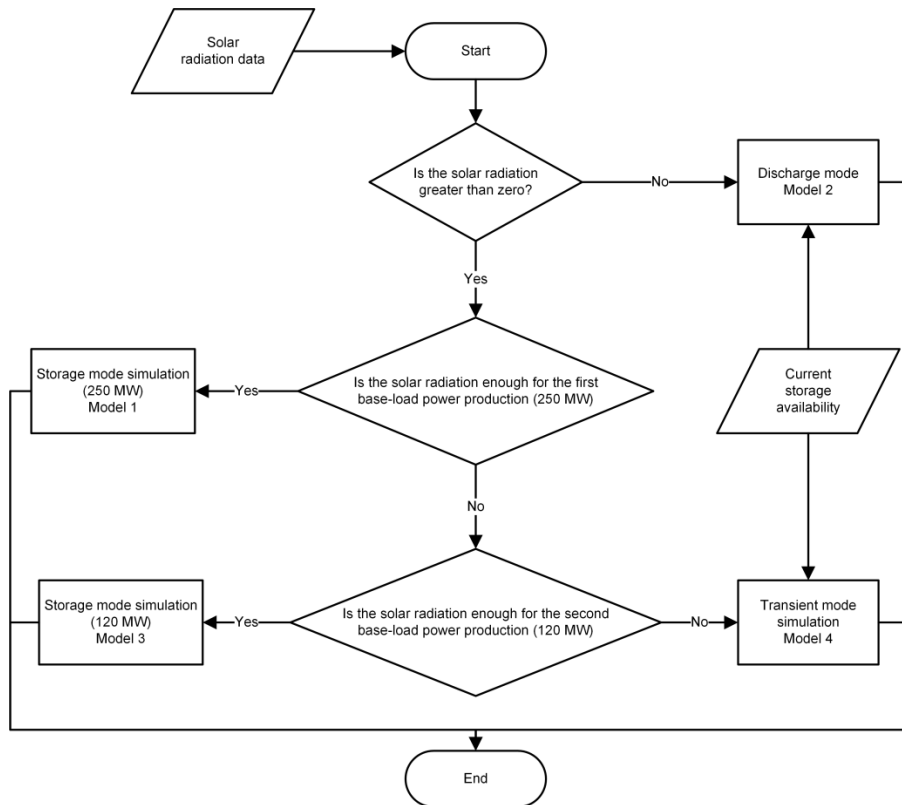 Solar
radiation data
Start
Is the solar radiation
greater than zero?
No
Discharge mode
Model 2
Yes
Storage mode simulation
(250 MW)
Model 1
Yes
Is the solar radiation enough for the first
base-load power production (250 MW)
Current
storage
availability
No
Storage mode simulation
(120 MW)
Model 3
Yes
Is the solar radiation enough for the second
base-load power production (120 MW)
No
Transient mode
simulation
Model 4
End